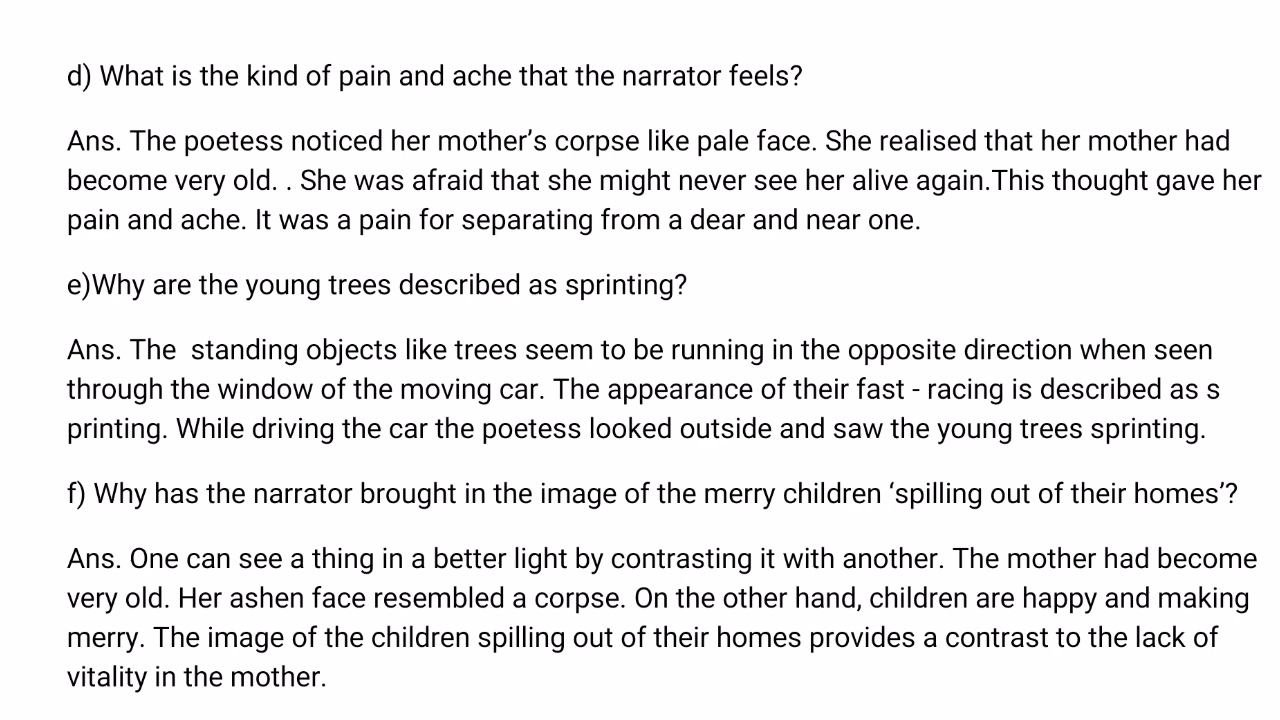 d) What is the kind of pain and ache that the narrator feels?
Ans. The poetess noticed her mother’s corpse like pale face. She realised that her mother had
become very old. . She was afraid that she might never see her alive again.This thought gave her
pain and ache. It was a pain for separating from a dear and near one.
e)Why are the young trees described as sprinting?
Ans. The  standing objects like trees seem to be running in the opposite direction when seen
through the window of the moving car. The appearance of their fast - racing is described as s
printing. While driving the car the poetess looked outside and saw the young trees sprinting.
f) Why has the narrator brought in the image of the merry children ‘spilling out of their homes’?
Ans. One can see a thing in a better light by contrasting it with another. The mother had become
very old. Her ashen face resembled a corpse. On the other hand, children are happy and making
merry. The image of the children spilling out of their homes provides a contrast to the lack of
vitality in the mother.